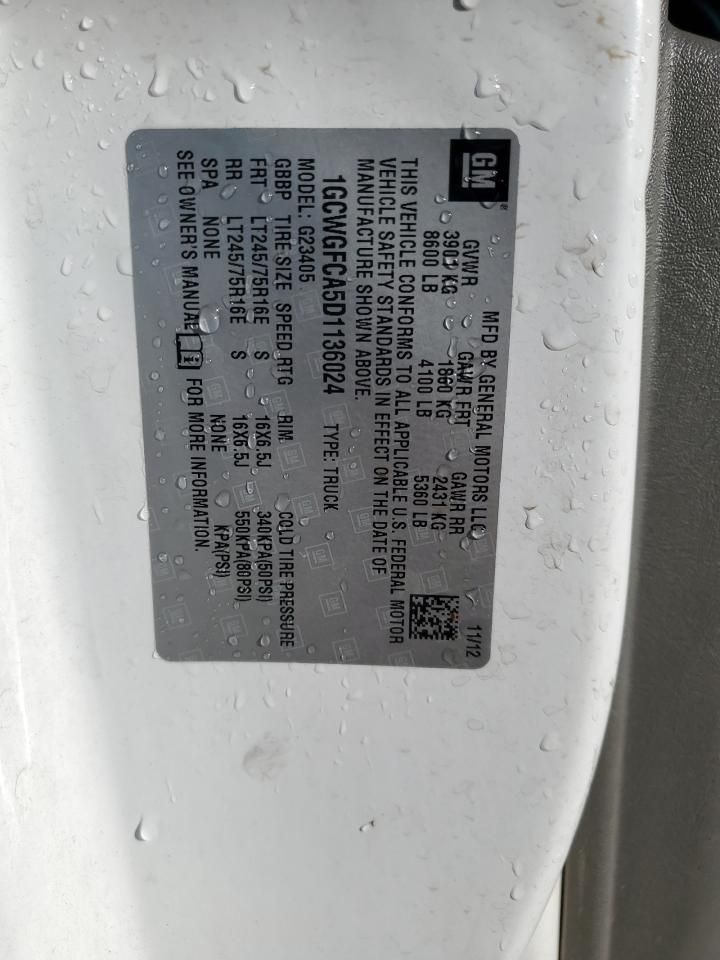 GM ®
MFD BY GENERAL MOTORS LLC 11/12
GVWR GAWR FRT GAWR RR
3901 KG 1860 KG 2431 KG
8600 LB 4100 LB 5360 LB
THIS VEHICLE CONFORMS TO ALL APPLICABLE U.S. FEDERAL MOTOR
VEHICLE SAFETY STANDARDS IN EFFECT ON THE DATE OF
MANUFACTURE SHOWN ABOVE.
1GCWGFCA5D1136024 TYPE: TRUCK
MODEL: G23405
GBBP TIRE SIZE SPEED RTG RIM COLD TIRE PRESSURE
FRT LT245/75R16E S 16X6.5J 340KPA(50PSI)
RR LT245/75R16E S 16X6.5J 550KPA(80PSI)
SPA NONE NONE KPA(PSI)
SEE OWNER'S MANUAL FOR MORE INFORMATION.